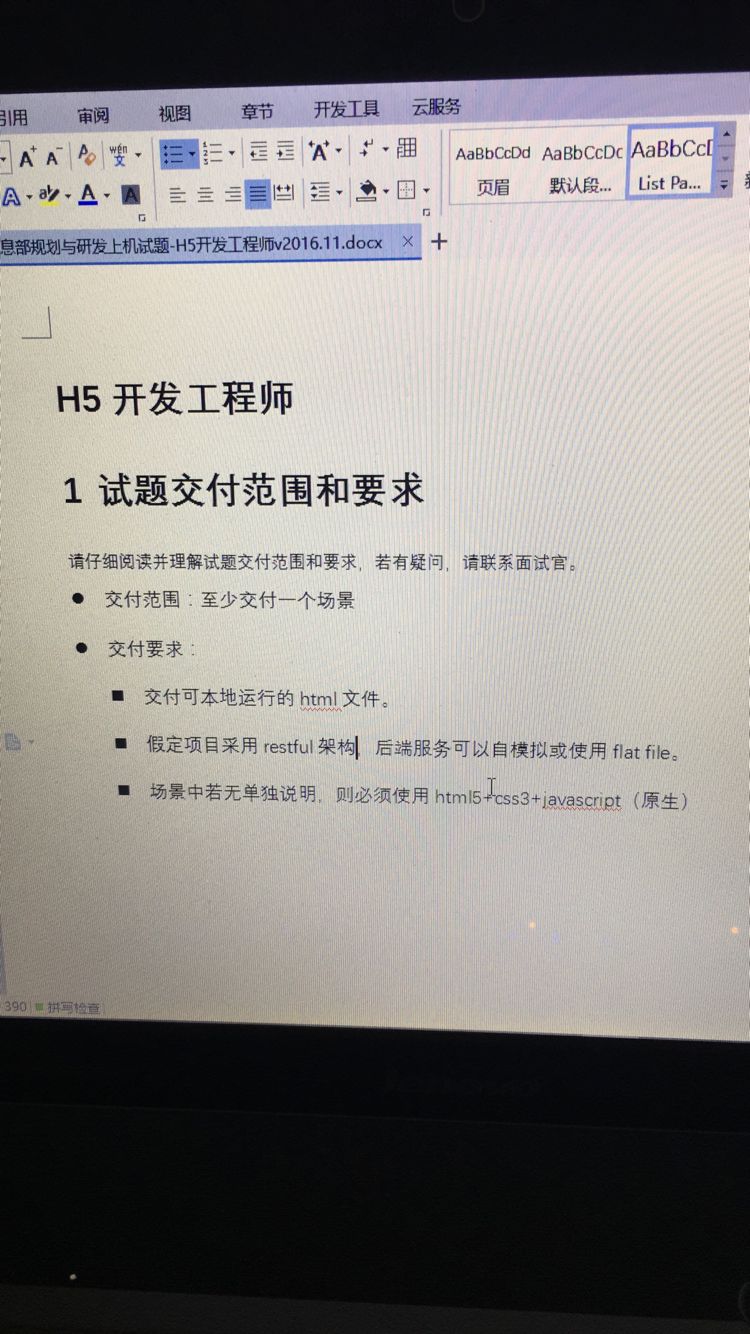 引用 审阅 视图 章节 开发工具 云服务
A+ A- wén 文
AaBbCcDd AaBbCcDc AaBbCcD
A ab A A 页眉 默认段... List Pa...
息部规划与研发上机试题-H5开发工程师v2016.11.docx × +
H5 开发工程师
1 试题交付范围和要求
请仔细阅读并理解试题交付范围和要求，若有疑问，请联系面试官。
● 交付范围：至少交付一个场景
● 交付要求：
■ 交付可本地运行的 html 文件。
■ 假定项目采用 restful 架构，后端服务可以自模拟或使用 flat file。
■ 场景中若无单独说明，则必须使用 html5+css3+javascript（原生）
390 拼写检查